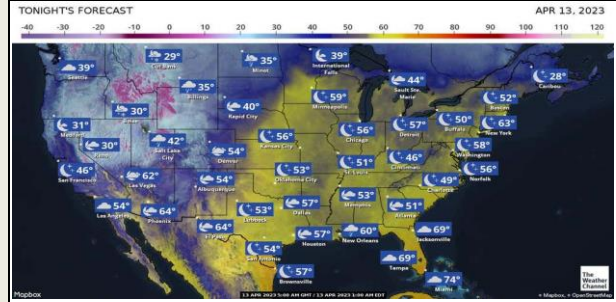 TONIGHT'S FORECAST
APR 13, 2023
-40 -30 -20 -10 0 10 20 30 40 50 60 70 80 90 100 110 120
29°
Cut Bank
39°
Seattle
35°
Minot
39°
International Falls
28°
Caribou
44°
Sault Ste Marie
35°
Billings
59°
Minneapolis
52°
Boston
40°
Rapid City
30°
Boise
57°
Detroit
50°
Buffalo
63°
New York
31°
Medford
56°
Chicago
42°
Salt Lake City
30°
Reno
54°
Denver
56°
Kansas City
58°
Washington
46°
San Francisco
62°
Las Vegas
54°
Albuquerque
53°
Oklahoma City
51°
St. Louis
46°
Cincinnati
56°
Norfolk
49°
Charlotte
54°
Los Angeles
64°
Phoenix
53°
Lubbock
57°
Dallas
53°
Memphis
51°
Atlanta
64°
El Paso
57°
Houston
60°
New Orleans
69°
Jacksonville
54°
San Antonio
69°
Tampa
57°
Brownsville
74°
Miami
The
Weather
Channel
Mapbox
13 APR 2023 5:00 AM GMT / 13 APR 2023 1:00 AM EDT
© Mapbox, © OpenStreetMap